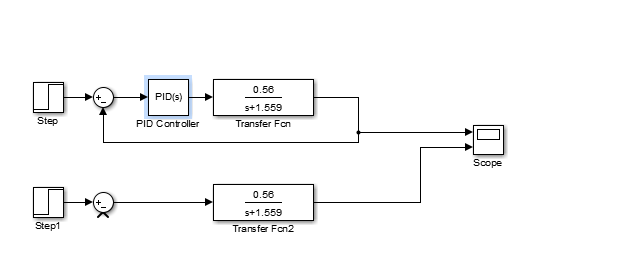 0.56
PID(s)
s+1.559
Step
PID Controller
Transfer Fcn
Scope
0.56
s+1.559
Step1
Transfer Fcn2